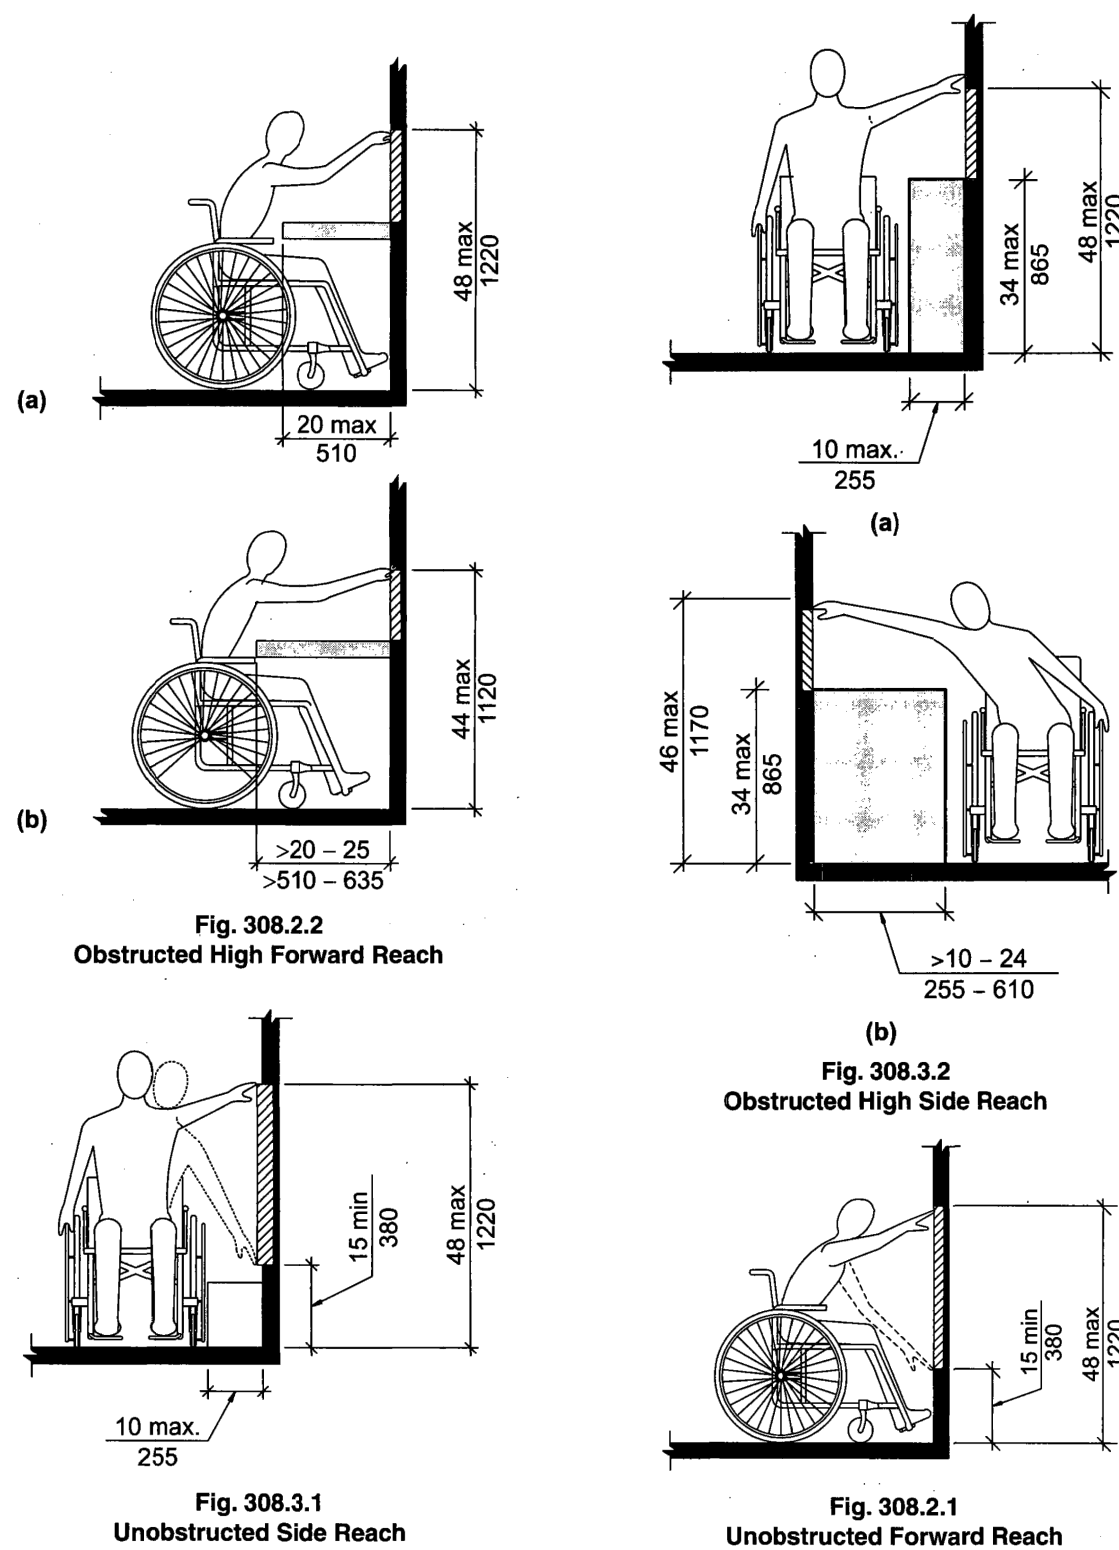 48 max
1220
(a)
20 max
510
44 max
1120
(b)
>20 – 25
>510 – 635
Fig. 308.2.2
Obstructed High Forward Reach
15 min
380
48 max
1220
10 max.
255
Fig. 308.3.1
Unobstructed Side Reach
34 max
865
48 max
1220
10 max.
255
(a)
46 max
1170
34 max
865
>10 – 24
255 – 610
(b)
Fig. 308.3.2
Obstructed High Side Reach
15 min
380
48 max
1220
Fig. 308.2.1
Unobstructed Forward Reach